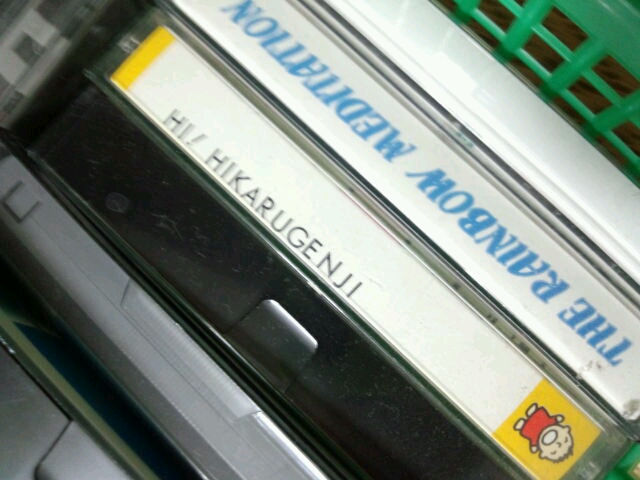 THE RAINBOW MEDITATION
HI! HIKARUGENJI